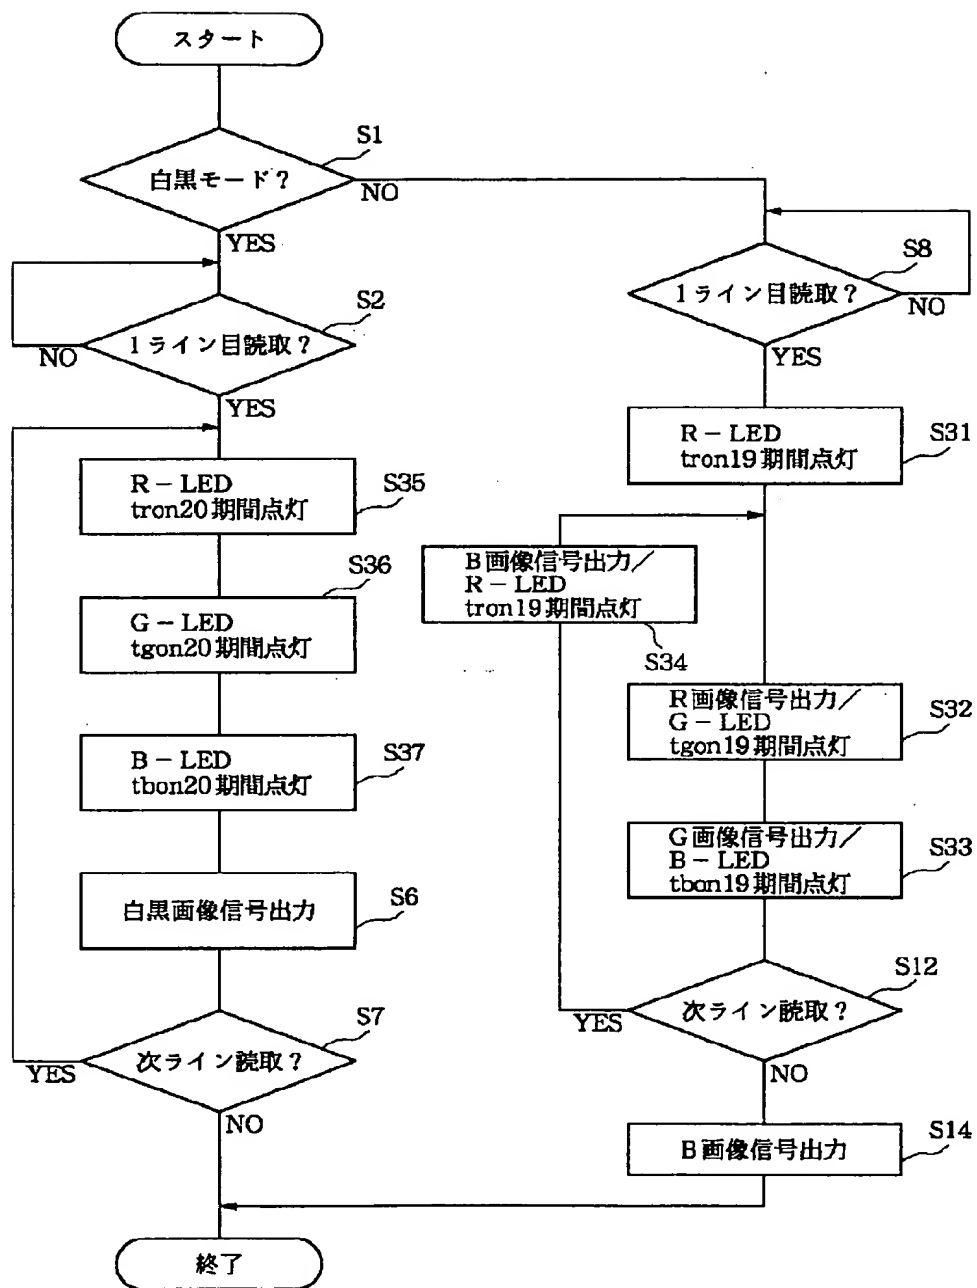 スタート
S1
白黒モード?
NO
YES
S2
1ライン目読取?
NO
YES
R-LED
tron20期間点灯
S35
G-LED
tgon20期間点灯
S36
B-LED
tbon20期間点灯
S37
白黒画像信号出力
S6
S7
次ライン読取?
YES
NO
S8
1ライン目読取?
NO
YES
R-LED
tron19期間点灯
S31
B画像信号出力/
R-LED
tron19期間点灯
S34
R画像信号出力/
G-LED
tgon19期間点灯
S32
G画像信号出力/
B-LED
tbon19期間点灯
S33
S12
次ライン読取?
YES
NO
B画像信号出力
S14
終了